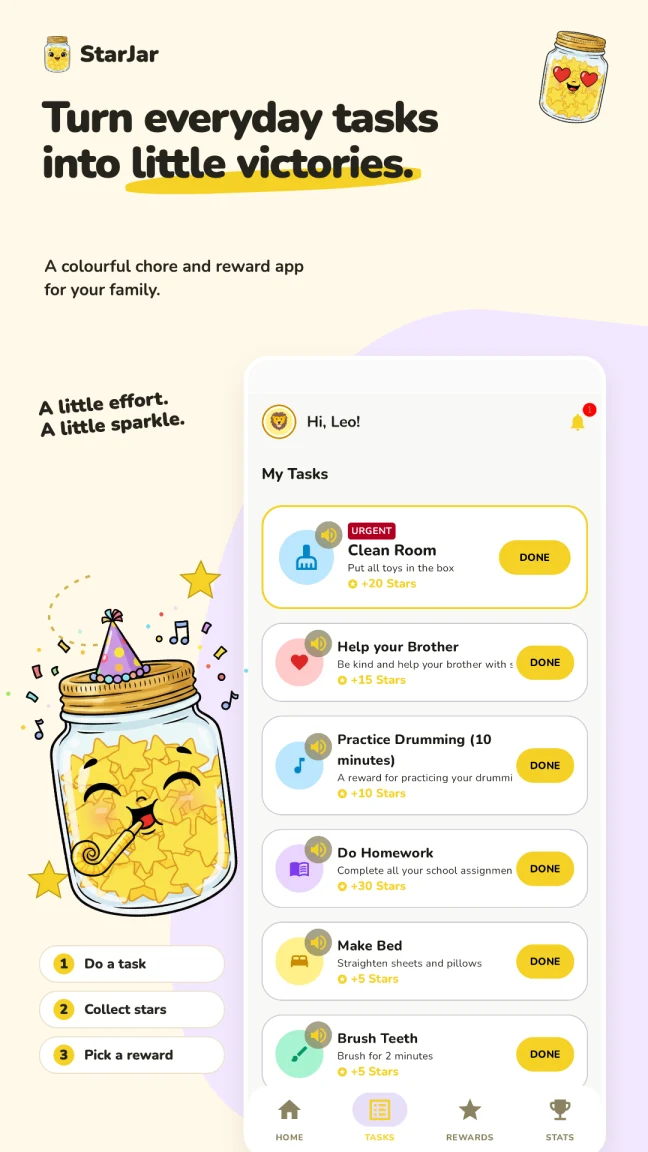 StarJar
Turn everyday tasks
into little victories.
A colourful chore and reward app
for your family.
A little effort.
A little sparkle.
1 Do a task
2 Collect stars
3 Pick a reward
Hi, Leo!
1
My Tasks
URGENT
Clean Room
Put all toys in the box
+20 Stars
DONE
Help your Brother
Be kind and help your brother with s
+15 Stars
DONE
Practice Drumming (10
minutes)
A reward for practicing your drummi
+10 Stars
DONE
Do Homework
Complete all your school assignmen
+30 Stars
DONE
Make Bed
Straighten sheets and pillows
+5 Stars
DONE
Brush Teeth
Brush for 2 minutes
+5 Stars
DONE
HOME
TASKS
REWARDS
STATS